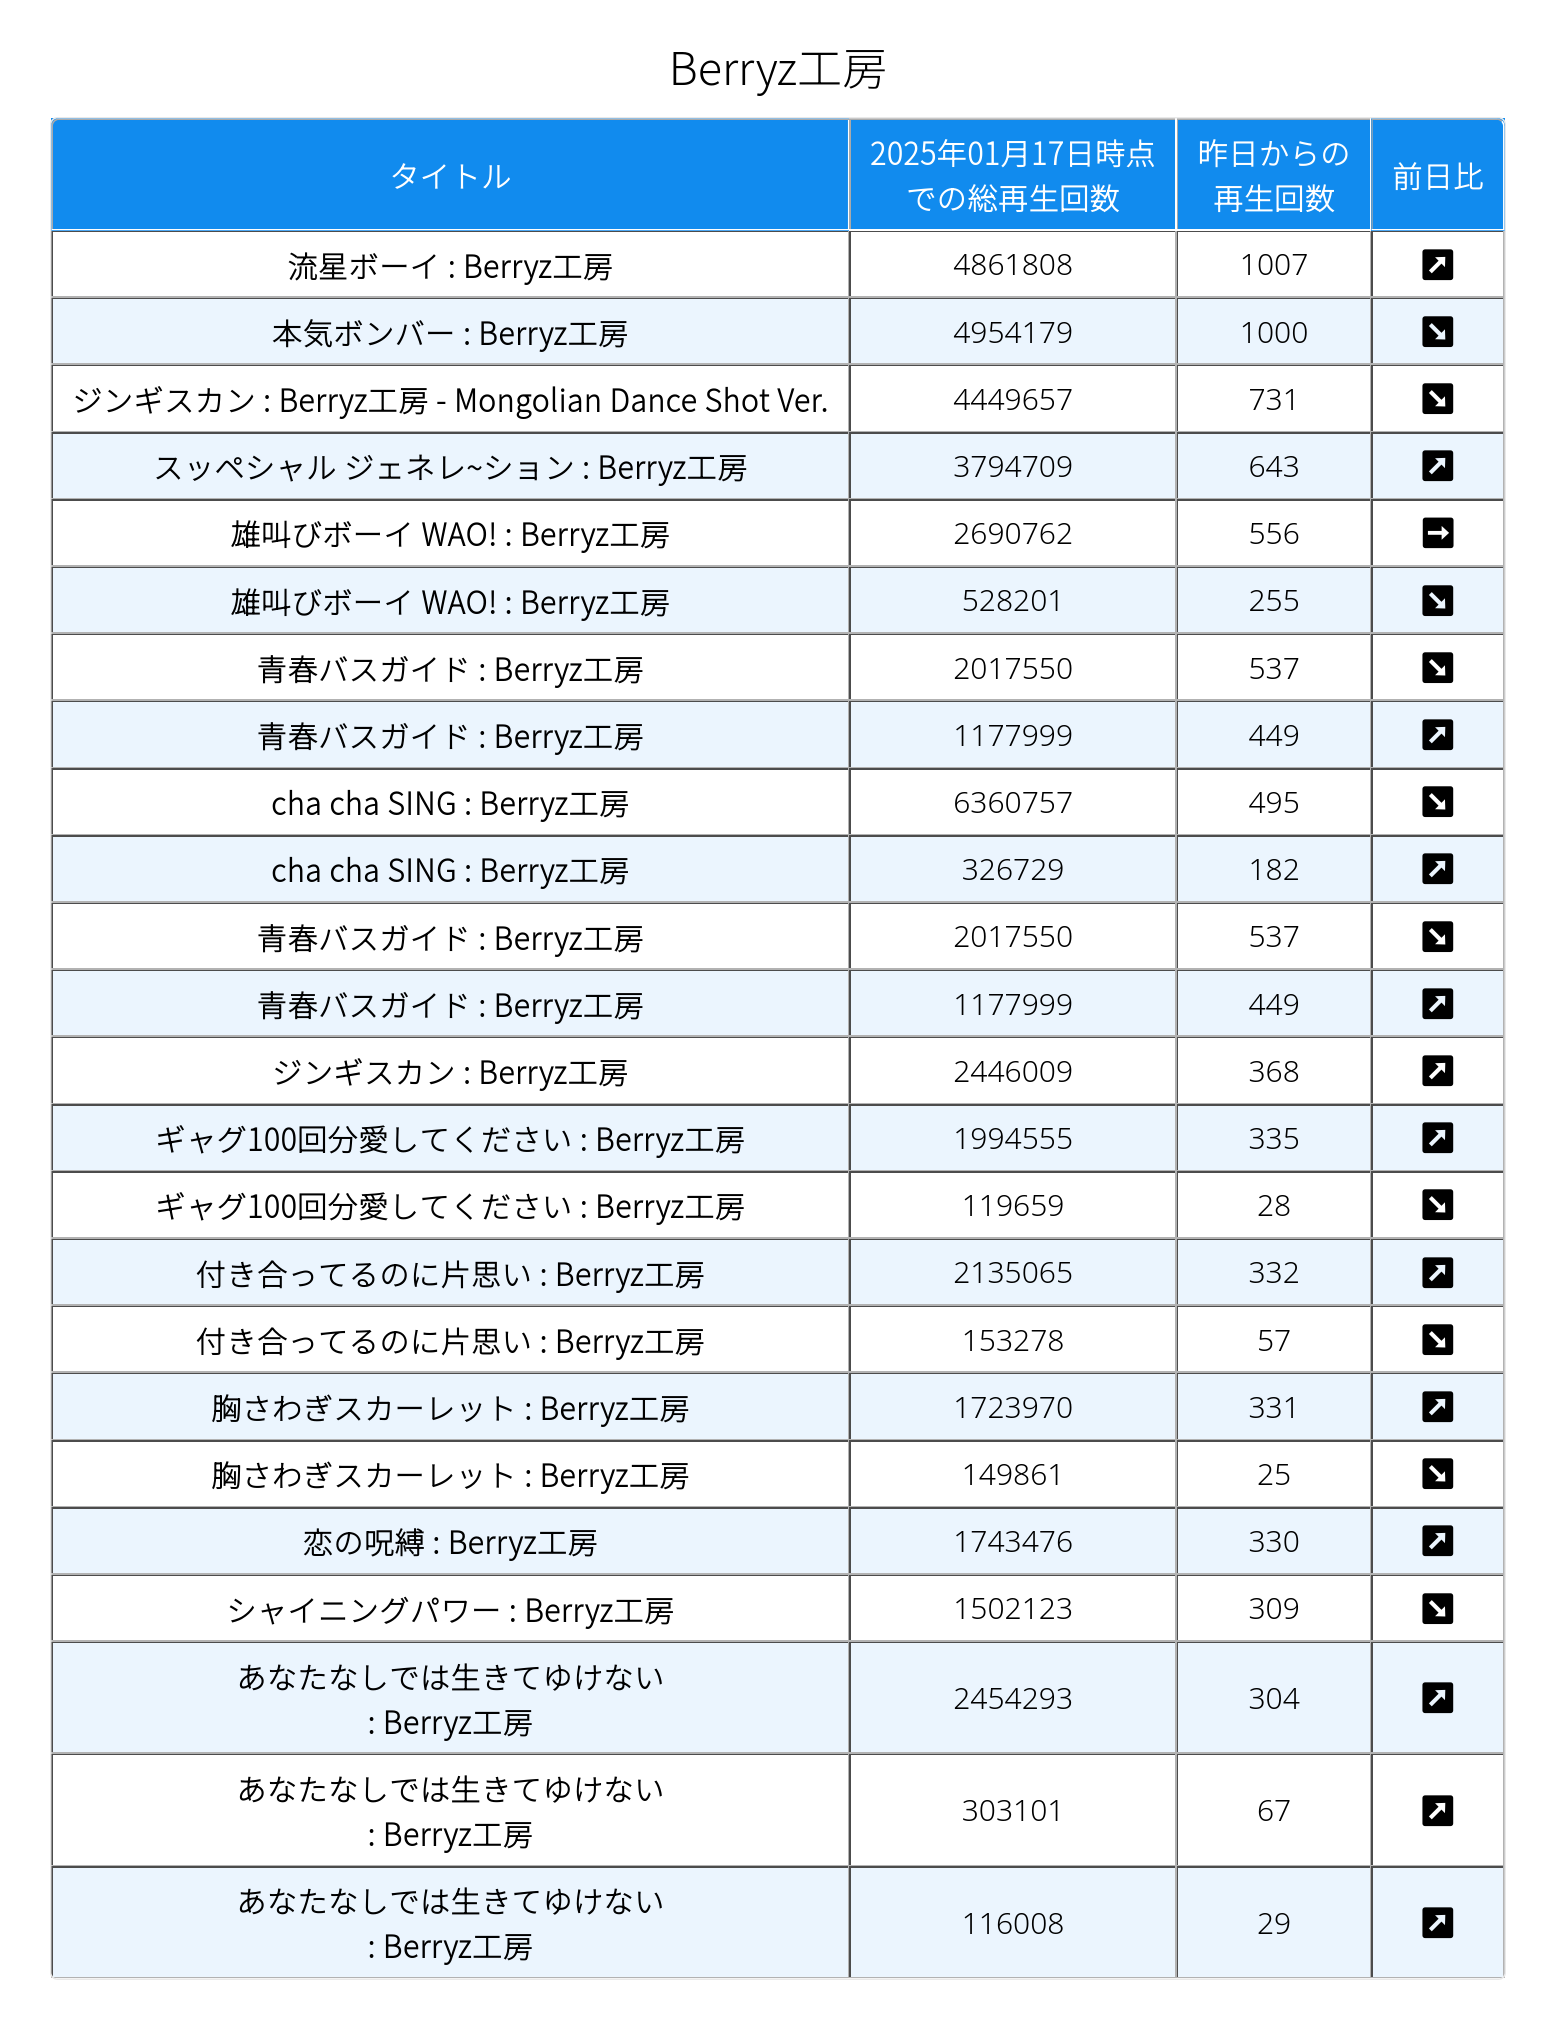 Berryz工房
タイトル 2025年01月17日時点での総再生回数 昨日からの再生回数 前日比
流星ボーイ : Berryz工房 4861808 1007 ↗
本気ボンバー : Berryz工房 4954179 1000 ↘
ジンギスカン : Berryz工房 - Mongolian Dance Shot Ver. 4449657 731 ↘
スッペシャル ジェネレ~ション : Berryz工房 3794709 643 ↗
雄叫びボーイ WAO! : Berryz工房 2690762 556 →
雄叫びボーイ WAO! : Berryz工房 528201 255 ↘
青春バスガイド : Berryz工房 2017550 537 ↘
青春バスガイド : Berryz工房 1177999 449 ↗
cha cha SING : Berryz工房 6360757 495 ↘
cha cha SING : Berryz工房 326729 182 ↗
青春バスガイド : Berryz工房 2017550 537 ↘
青春バスガイド : Berryz工房 1177999 449 ↗
ジンギスカン : Berryz工房 2446009 368 ↗
ギャグ100回分愛してください : Berryz工房 1994555 335 ↗
ギャグ100回分愛してください : Berryz工房 119659 28 ↘
付き合ってるのに片思い : Berryz工房 2135065 332 ↗
付き合ってるのに片思い : Berryz工房 153278 57 ↘
胸さわぎスカーレット : Berryz工房 1723970 331 ↗
胸さわぎスカーレット : Berryz工房 149861 25 ↘
恋の呪縛 : Berryz工房 1743476 330 ↗
シャイニングパワー : Berryz工房 1502123 309 ↘
あなたなしでは生きてゆけない
: Berryz工房 2454293 304 ↗
あなたなしでは生きてゆけない
: Berryz工房 303101 67 ↗
あなたなしでは生きてゆけない
: Berryz工房 116008 29 ↗